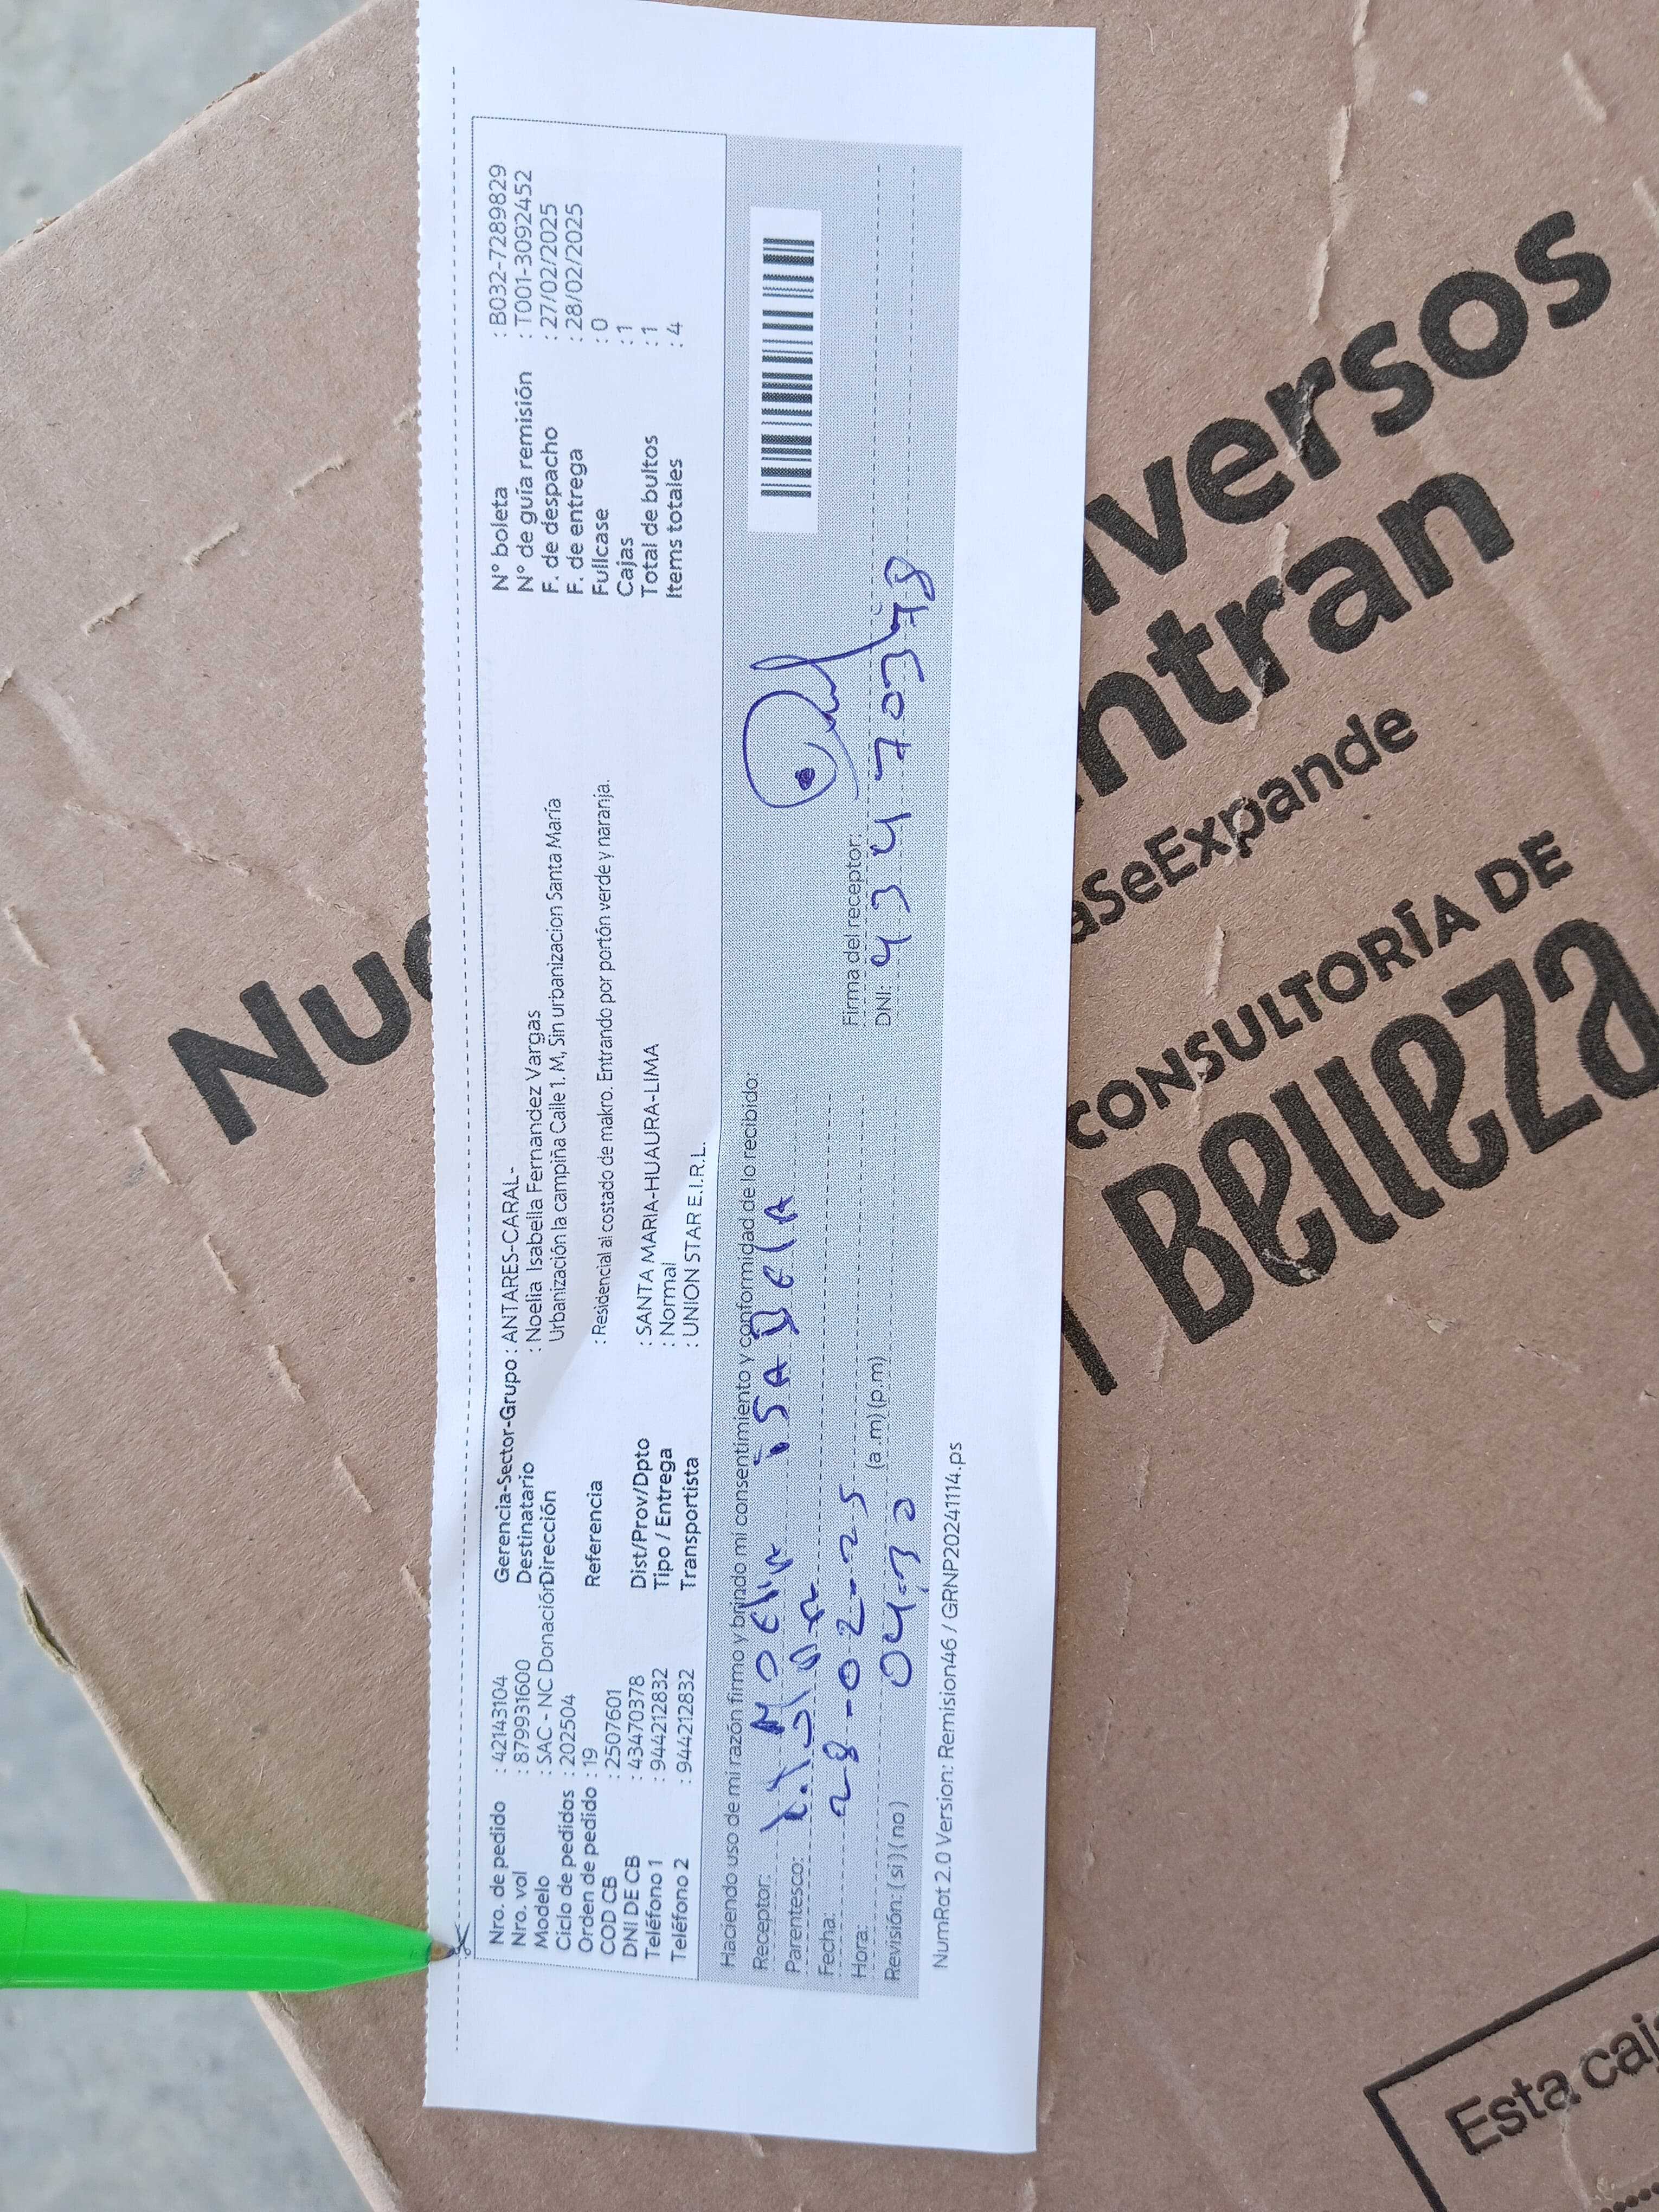 Nro. de pedido : 42143104 Gerencia-Sector-Grupo : ANTARES-CARAL- N° boleta : B032-7289829
Nro. vol : 879931600 Destinatario : Noelia Isabella Fernandez Vargas N° de guía remisión : T001-3092452
Modelo : SAC - NC Donación Dirección Urbanización la campiña Calle 1. M, Sin urbanizacion Santa María F. de despacho : 27/02/2025
Ciclo de pedidos : 202504 F. de entrega : 28/02/2025
Orden de pedido : 19 Referencia : Residencial al costado de makro. Entrando por portón verde y naranja. Fullcase : 0
COD CB : 2507601 Cajas : 1
DNI DE CB : 43470378 Dist/Prov/Dpto : SANTA MARIA-HUAURA-LIMA Total de bultos : 1
Teléfono 1 : 944212832 Tipo / Entrega : Normal Items totales : 4
Teléfono 2 : 944212832 Transportista : UNION STAR E.I.R.L.
Haciendo uso de mi razón firmo y brindo mi consentimiento y conformidad de lo recibido:
Receptor: NOElIA ISABElA
Parentesco:
Fecha: 28-02-25
Hora: 04:30 (a.m) (p.m)
Revisión: (si) (no)
Firma del receptor:
DNI: 43470378
NumRot 2.0 Version: Remision46 / GRNP20241114.ps
CONSULTORÍA DE
Belleza